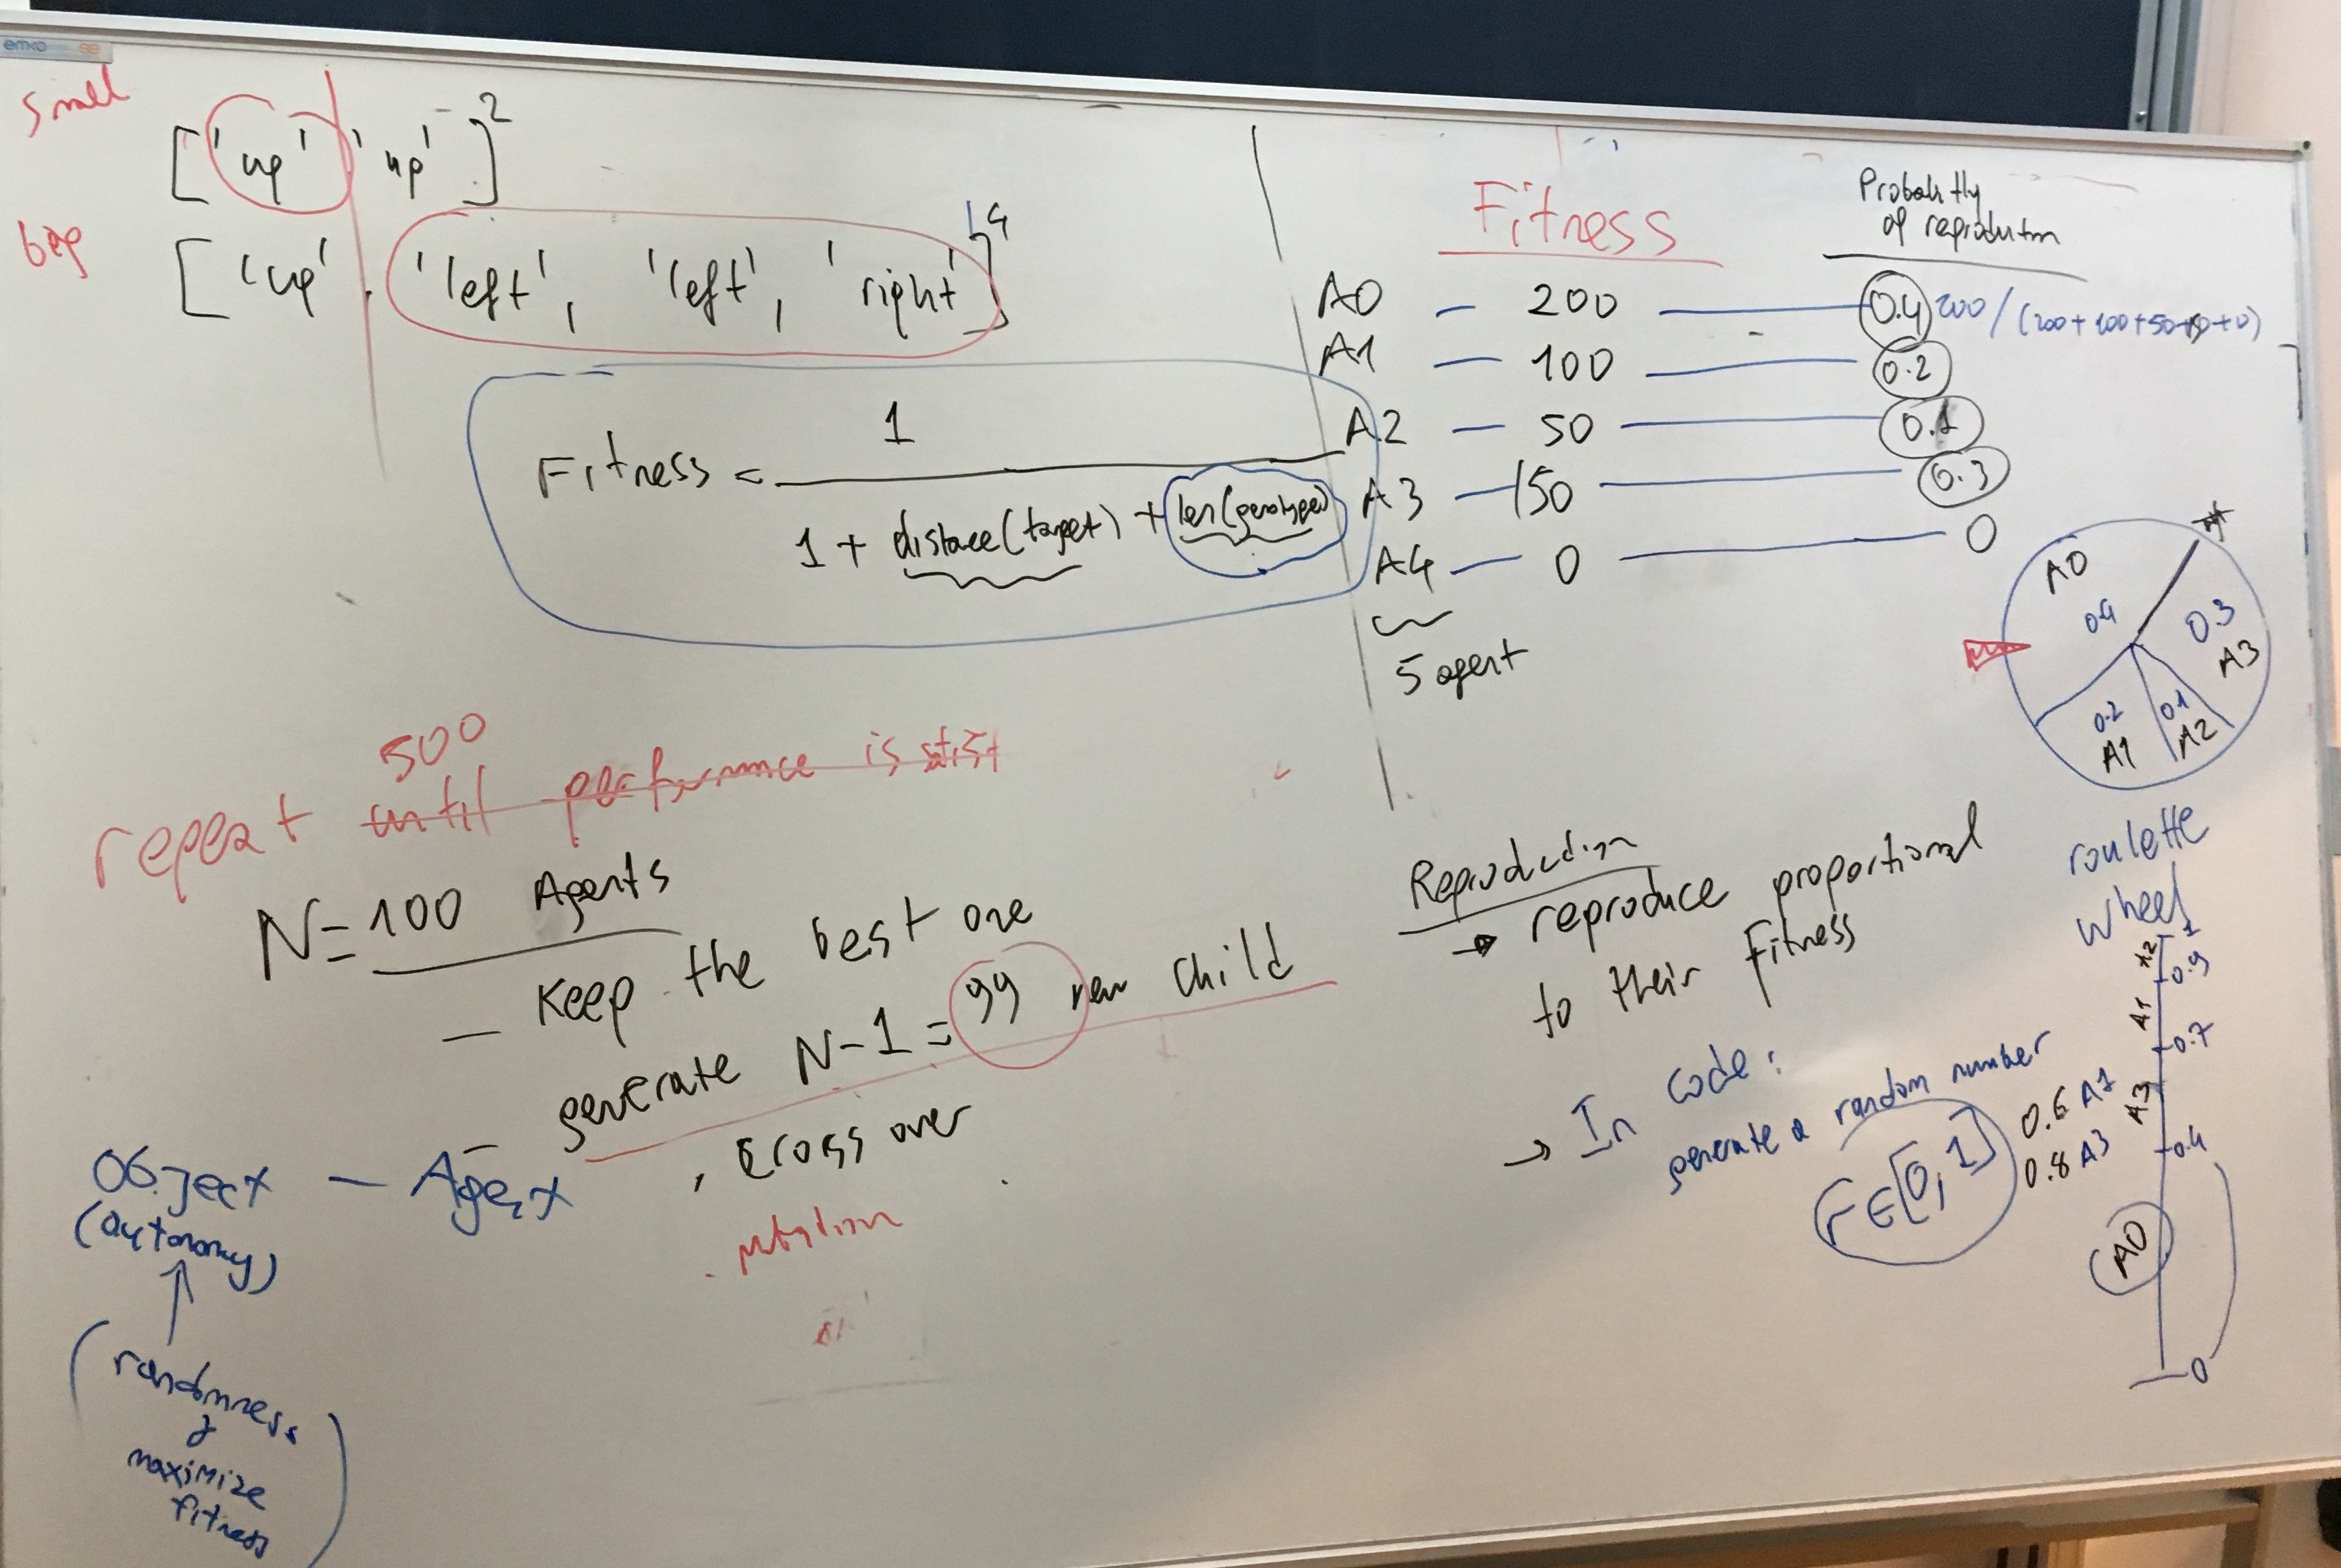 emko
small
['up' 'up']2
big
['up', 'left', 'left', 'right']4
Fitness = 1
1 + distace(target) + len(genotype)
Fitness
Probabtly
of reprodutm
A0 — 200 — 0.4 200/(200+100+50+150+0)
A1 — 100 — 0.2
A2 — 50 — 0.1
A3 — 150 — 0.3
A4 — 0 — 0
5 agent
A0
0.4
0.3
A3
0.2
A1
0.1
A2
roulette
wheel
500
repeat until performance is
N=100 Agents
— Keep the best one
— generate N-1 = 99 new child
, cross over
. mutation
Object — Agent
(autonomy)
(randomness
&
maximize
fitness)
Reproduction
→ reproduce proportional
to their Fitness
→ In code:
generate a random number
r∈[0,1]
0.6 A1
0.8 A3
1
A2
0.9
A1
0.7
A3
0.4
A0
0